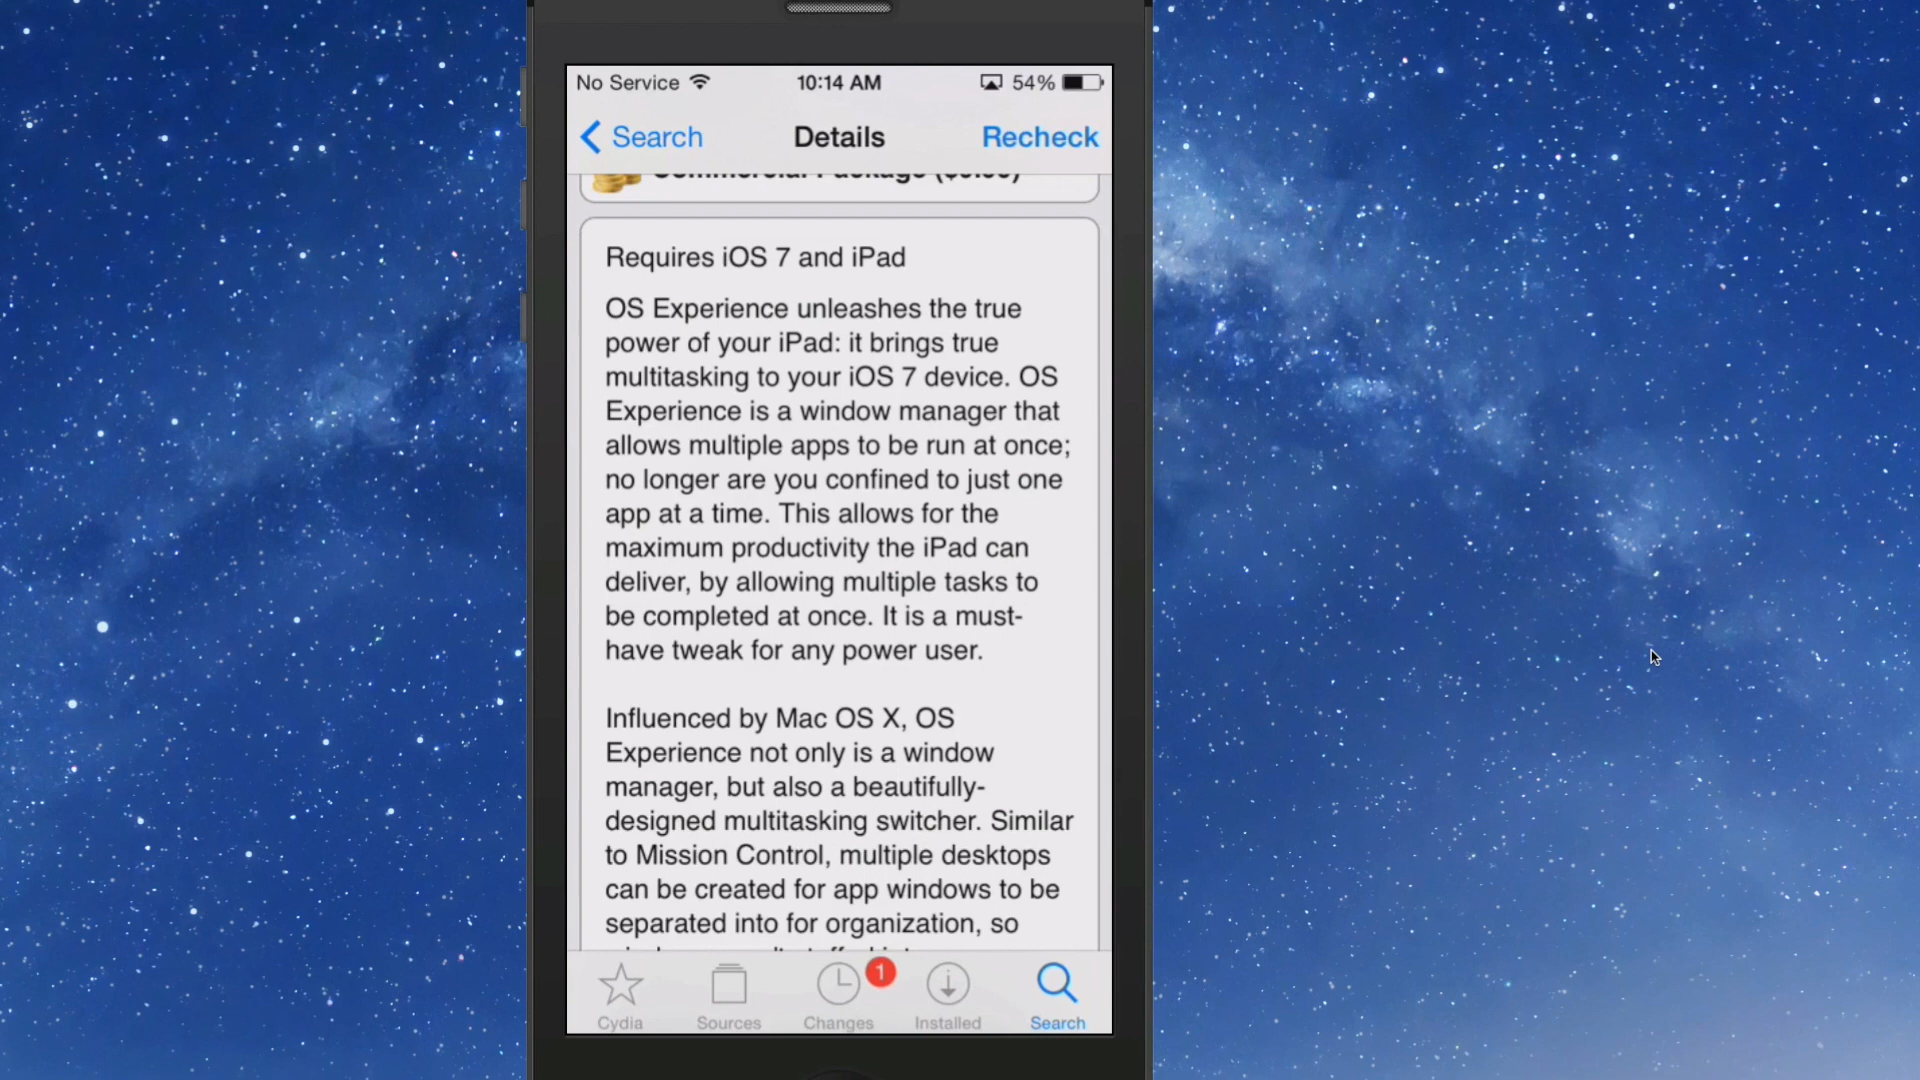 No Service 10:14 AM 54%
Search Details Recheck
Commercial Package
Requires iOS 7 and iPad
OS Experience unleashes the true
power of your iPad: it brings true
multitasking to your iOS 7 device. OS
Experience is a window manager that
allows multiple apps to be run at once;
no longer are you confined to just one
app at a time. This allows for the
maximum productivity the iPad can
deliver, by allowing multiple tasks to
be completed at once. It is a must-
have tweak for any power user.
Influenced by Mac OS X, OS
Experience not only is a window
manager, but also a beautifully-
designed multitasking switcher. Similar
to Mission Control, multiple desktops
can be created for app windows to be
separated into for organization, so
1
Cydia Sources Changes Installed Search